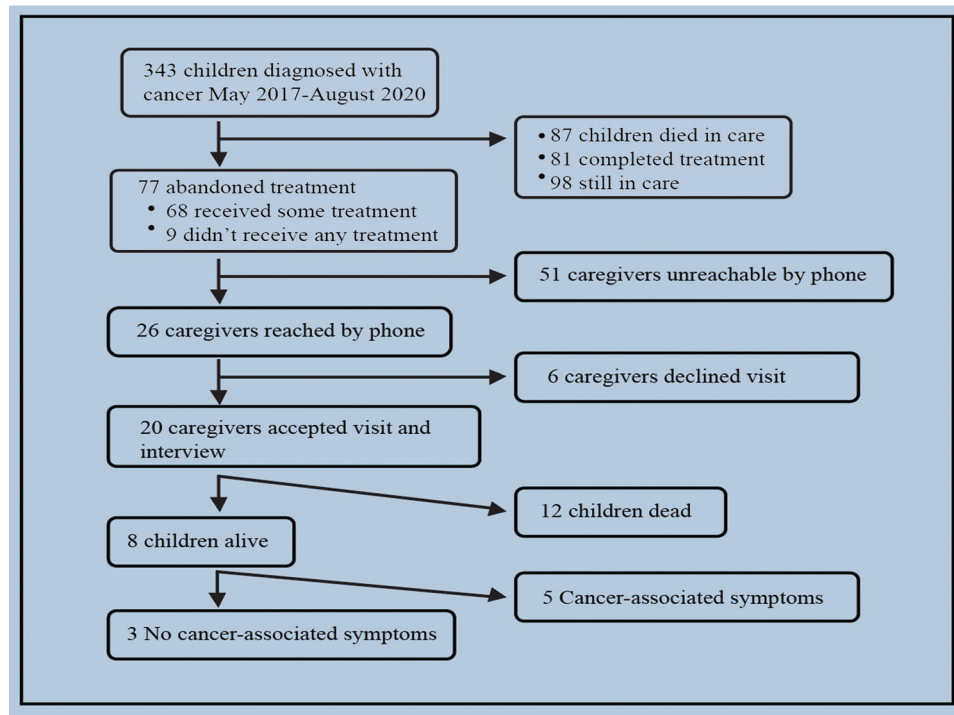 343 children diagnosed with
cancer May 2017-August 2020
• 87 children died in care
• 81 completed treatment
• 98 still in care
77 abandoned treatment
• 68 received some treatment
• 9 didn't receive any treatment
51 caregivers unreachable by phone
26 caregivers reached by phone
6 caregivers declined visit
20 caregivers accepted visit and
interview
12 children dead
8 children alive
5 Cancer-associated symptoms
3 No cancer-associated symptoms